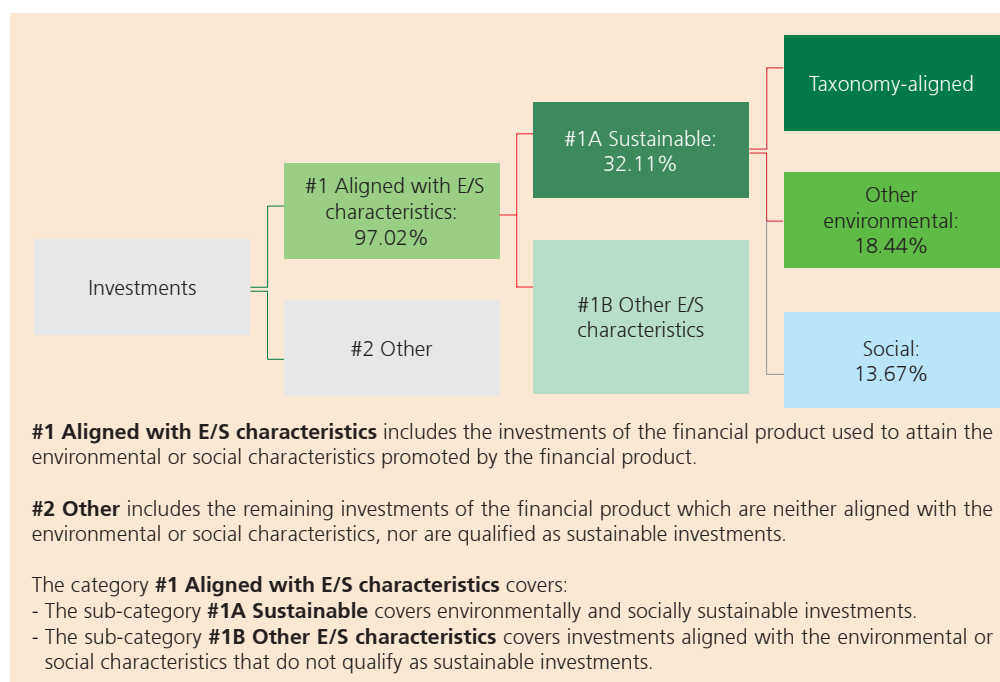 Investments
#1 Aligned with E/S
characteristics:
97.02%
#2 Other
#1A Sustainable:
32.11%
#1B Other E/S
characteristics
Taxonomy-aligned
Other
environmental:
18.44%
Social:
13.67%
#1 Aligned with E/S characteristics includes the investments of the financial product used to attain the
environmental or social characteristics promoted by the financial product.
#2 Other includes the remaining investments of the financial product which are neither aligned with the
environmental or social characteristics, nor are qualified as sustainable investments.
The category #1 Aligned with E/S characteristics covers:
- The sub-category #1A Sustainable covers environmentally and socially sustainable investments.
- The sub-category #1B Other E/S characteristics covers investments aligned with the environmental or
social characteristics that do not qualify as sustainable investments.